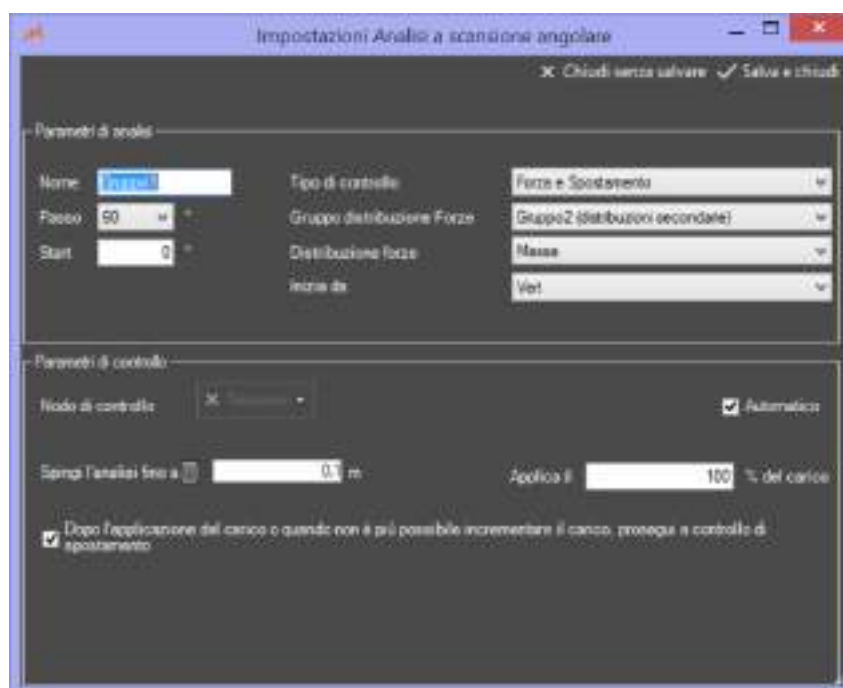 Impostazioni Analisi a scansione angolare
Chiudi senza salvare Salva e chiudi
Parametri di analisi
Nome Tipo di controllo Forze e Spostamento
Passo 60 ° Gruppo distribuzione Forze Gruppo2 (distribuzioni secondarie)
Start 0 ° Distribuzione forze Masse
Inizia da Vert
Parametri di controllo
Nodo di controllo Automatico
Spingi l'analisi fino a 0.1 m Applica il 100 % del carico
Dopo l'applicazione del carico o quando non è più possibile incrementare il carico, prosegui a controllo di
spostamento